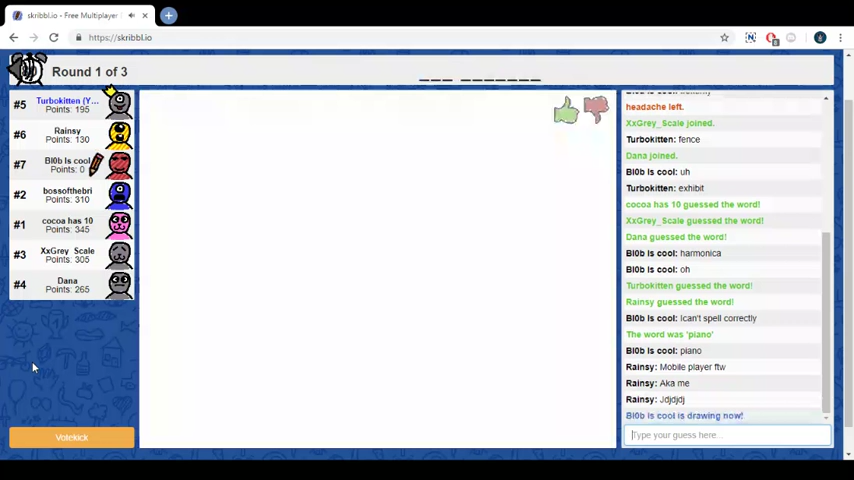 skribbl.io - Free Multiplayer
https://skribbl.io
Round 1 of 3
___ _______
#5 Turbokitten (Y...
Points: 195
#6 Rainsy
Points: 130
#7 Bl0b Is cool
Points: 0
#2 bossofthebri
Points: 310
#1 cocoa has 10
Points: 345
#3 XxGrey_Scale
Points: 305
#4 Dana
Points: 265
Votekick
headache left.
XxGrey_Scale joined.
Turbokitten: fence
Dana joined.
Bl0b Is cool: uh
Turbokitten: exhibit
cocoa has 10 guessed the word!
XxGrey_Scale guessed the word!
Dana guessed the word!
Bl0b Is cool: harmonica
Bl0b Is cool: oh
Turbokitten guessed the word!
Rainsy guessed the word!
Bl0b Is cool: Ican't spell correctly
The word was 'piano'
Bl0b Is cool: piano
Rainsy: Mobile player ftw
Rainsy: Aka me
Rainsy: Jdjdjdj
Bl0b Is cool is drawing now!
Type your guess here...